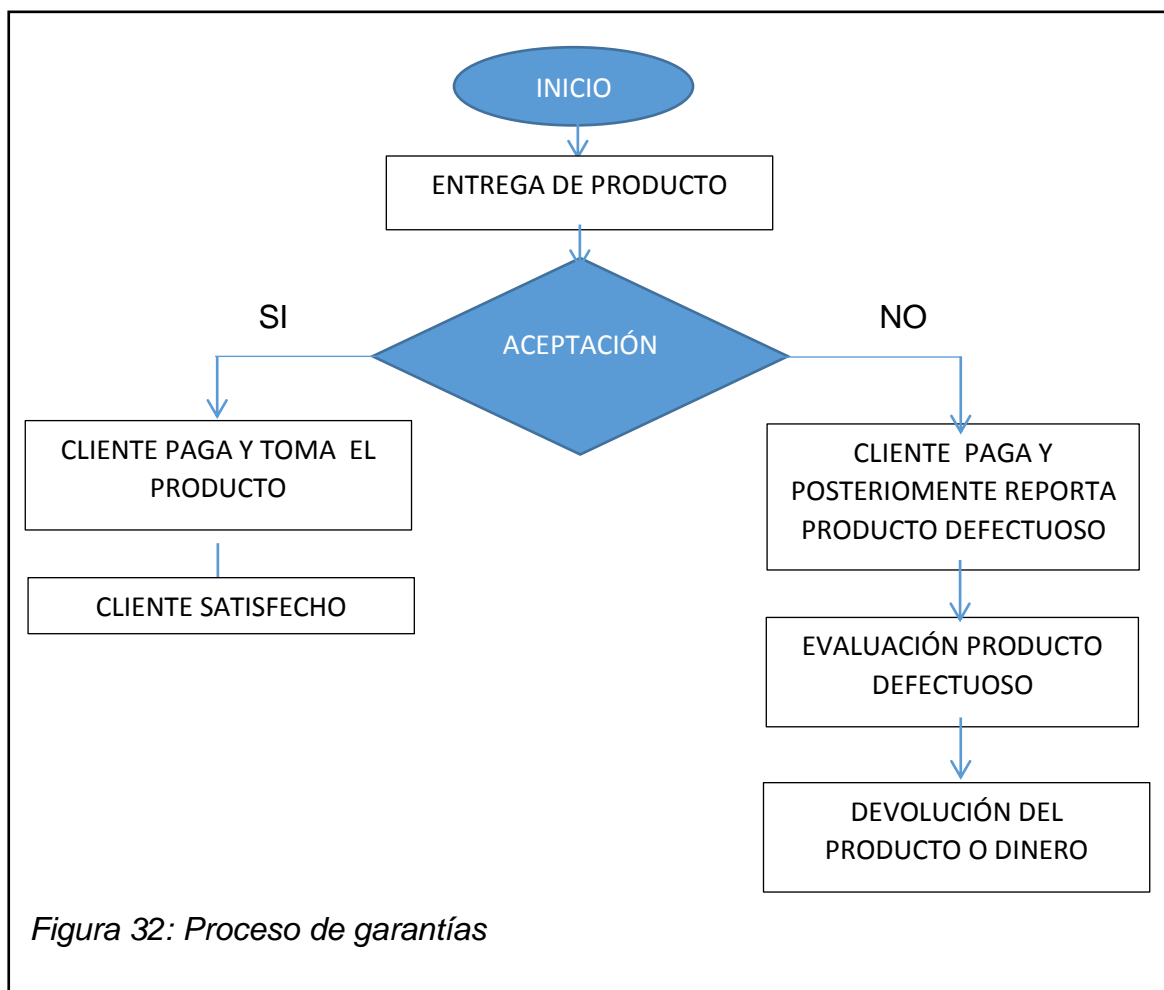 INICIO
ENTREGA DE PRODUCTO
ACEPTACIÓN
SI
NO
CLIENTE PAGA Y TOMA EL
PRODUCTO
CLIENTE SATISFECHO
CLIENTE PAGA Y
POSTERIOMENTE REPORTA
PRODUCTO DEFECTUOSO
EVALUACIÓN PRODUCTO
DEFECTUOSO
DEVOLUCIÓN DEL
PRODUCTO O DINERO
Figura 32: Proceso de garantías